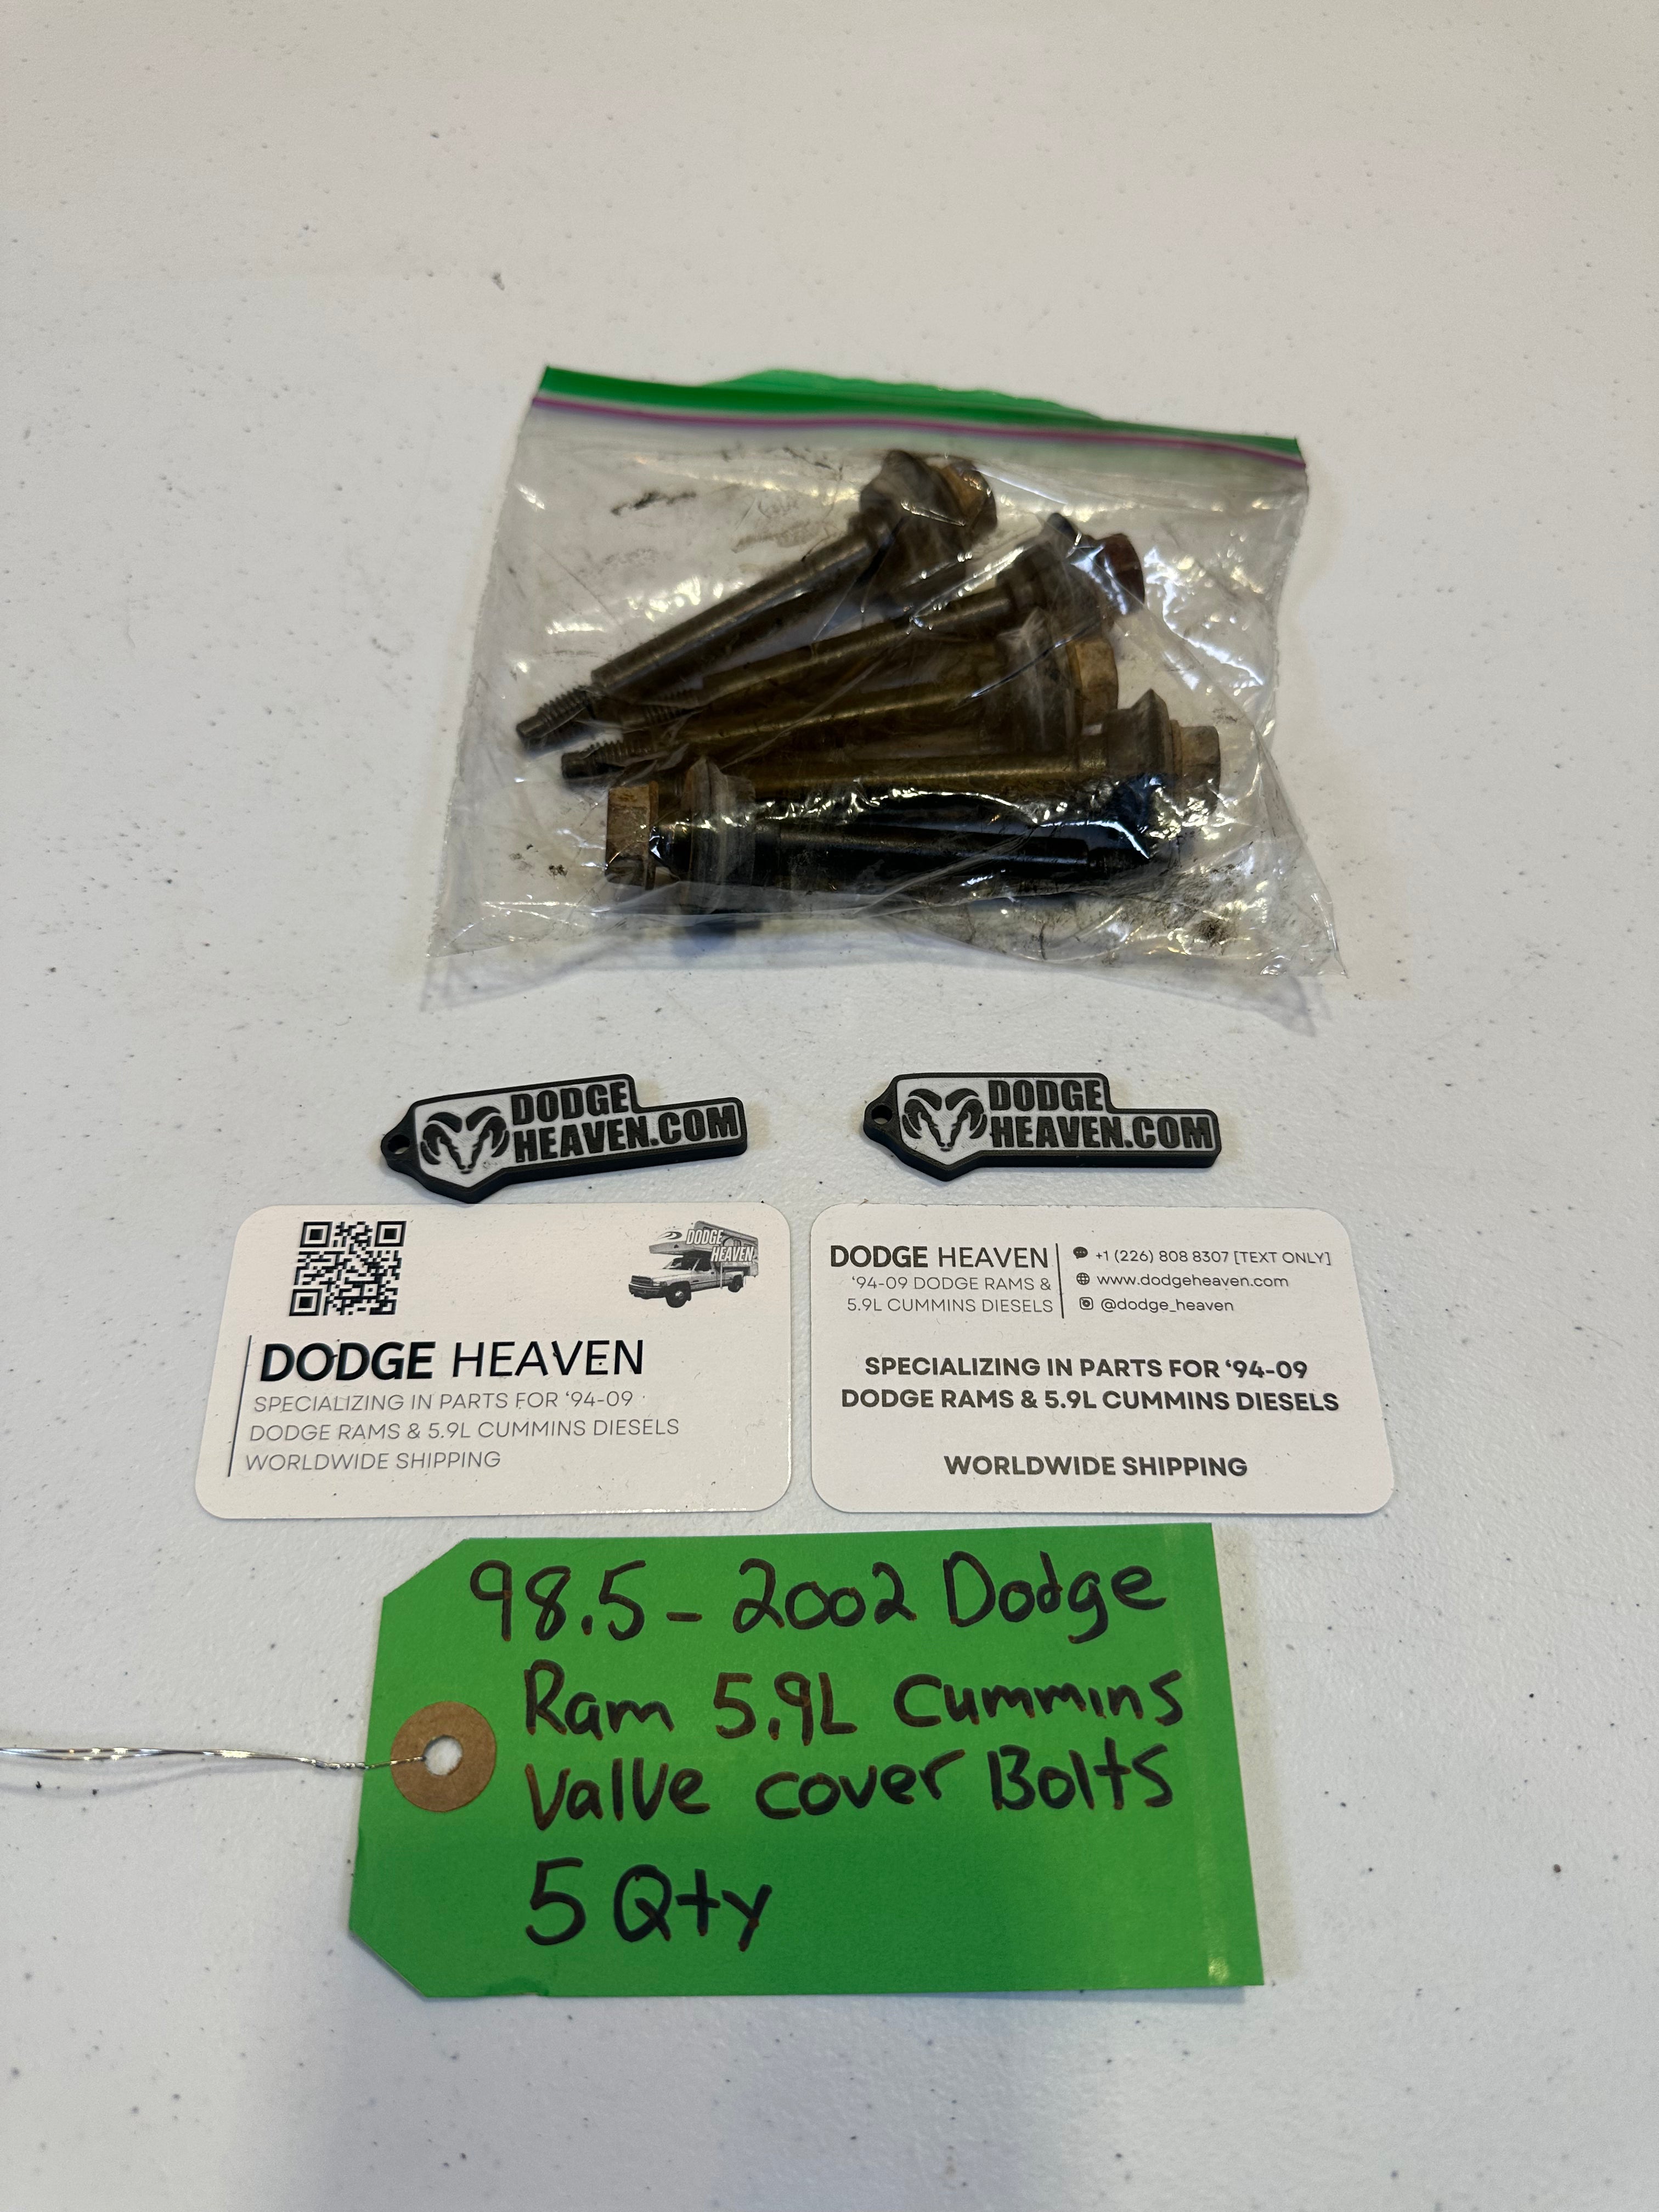 DODGE
HEAVEN.COM
DODGE
HEAVEN.COM
DODGE
HEAVEN
DODGE HEAVEN
SPECIALIZING IN PARTS FOR ‘94-09
DODGE RAMS & 5.9L CUMMINS DIESELS
WORLDWIDE SHIPPING
DODGE HEAVEN
‘94-09 DODGE RAMS &
5.9L CUMMINS DIESELS
+1 (226) 808 8307 [TEXT ONLY]
www.dodgeheaven.com
@dodge_heaven
SPECIALIZING IN PARTS FOR ‘94-09
DODGE RAMS & 5.9L CUMMINS DIESELS
WORLDWIDE SHIPPING
98.5-2002 Dodge
Ram 5.9L Cummins
Valve cover Bolts
5 Qty